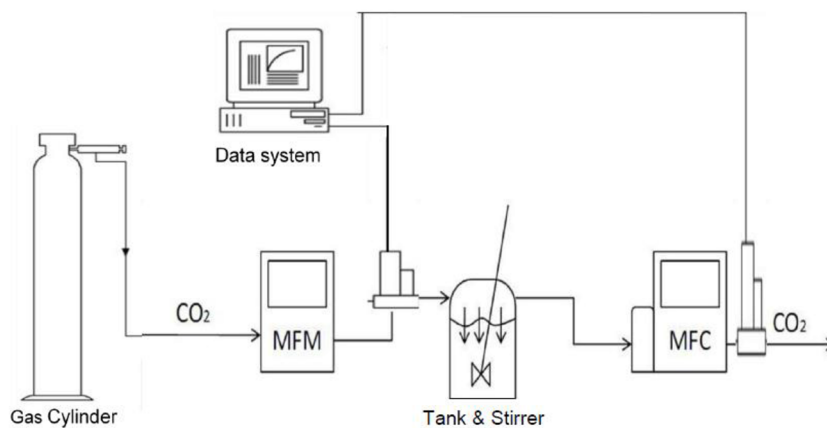 Data system
CO₂
MFM
MFC
CO₂
Gas Cylinder
Tank & Stirrer